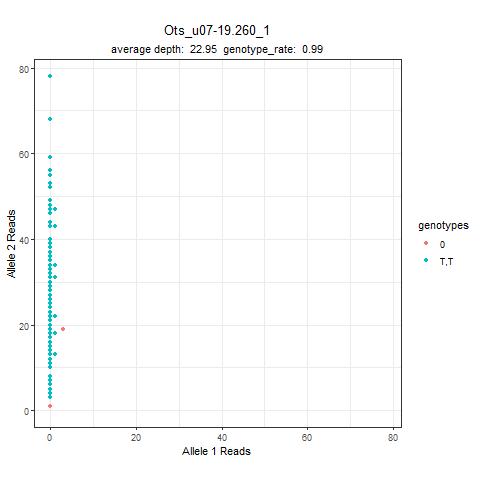 Ots_u07-19.260_1
average depth:  22.95  genotype_rate:  0.99
80
60
40
20
0
Allele 2 Reads
0 20 40 60 80
Allele 1 Reads
genotypes
0
T,T